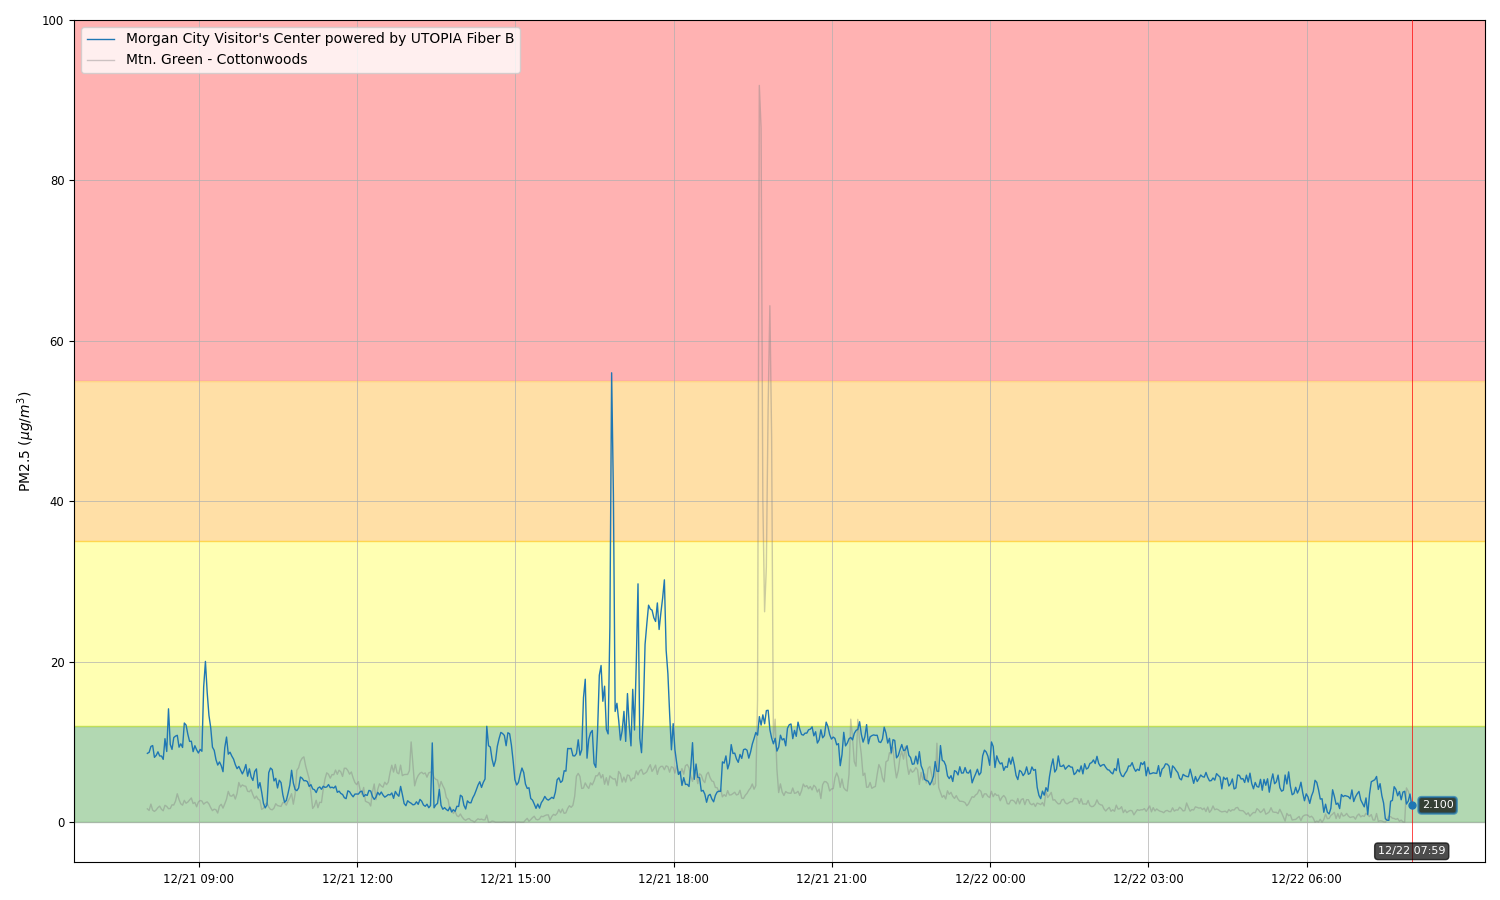 100
Morgan City Visitor's Center powered by UTOPIA Fiber B
Mtn. Green - Cottonwoods
80
60
PM2.5 (μg/m³)
40
20
0
2.100
12/22 07:59
12/21 09:00 12/21 12:00 12/21 15:00 12/21 18:00 12/21 21:00 12/22 00:00 12/22 03:00 12/22 06:00